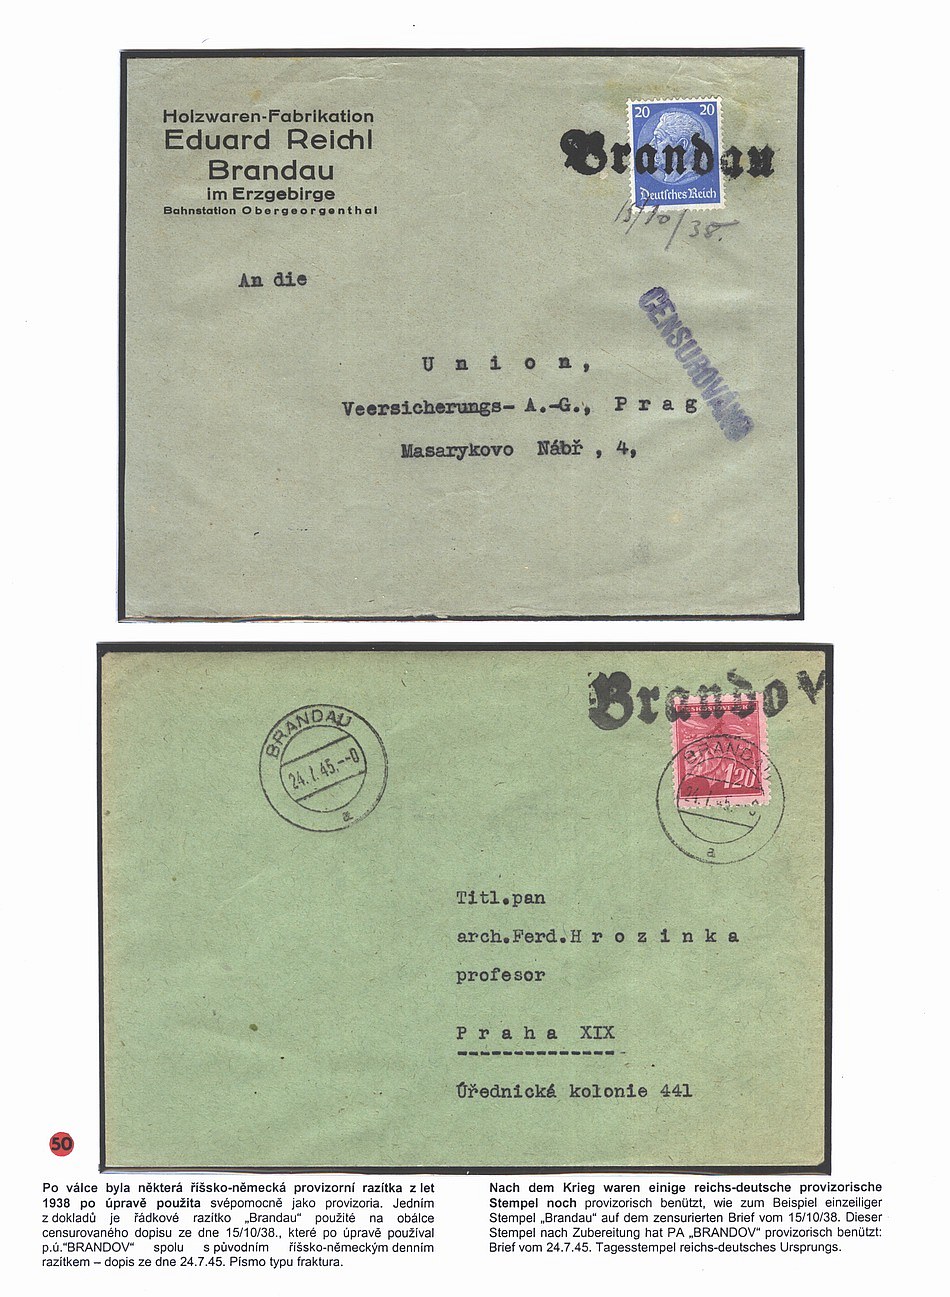 Holzwaren-Fabrikation
Eduard Reichl
Brandau
im Erzgebirge
Bahnstation Obergeorgenthal
20 20
Brandau
Deutsches Reich
15/10/38.
An die
CENSUROVÁNO
Union,
Veersicherungs- A.-G., Prag
Masarykovo Nábř , 4,
Brandov
BRANDAU
24.7.45.--0
a
BRANDAU
1 20
a
Titl.pan
arch.Ferd.Hrozinka
profesor
Praha XIX
Úřednická kolonie 441
50
Po válce byla některá říšsko-německá provizorní razítka z let
1938 po úpravě použita svépomocně jako provizoria. Jedním
z dokladů je řádkové razítko „Brandau“ použité na obálce
censurovaného dopisu ze dne 15/10/38., které po úpravě používal
p.ú.“BRANDOV“ spolu s původním říšsko-německým denním
razítkem – dopis ze dne 24.7.45. Písmo typu fraktura.
Nach dem Krieg waren einige reichs-deutsche provizorische
Stempel noch provizorisch benützt, wie zum Beispiel einzeiliger
Stempel „Brandau“ auf dem zensurierten Brief vom 15/10/38. Dieser
Stempel nach Zubereitung hat PA „BRANDOV“ provizorisch benützt:
Brief vom 24.7.45. Tagesstempel reichs-deutsches Ursprungs.